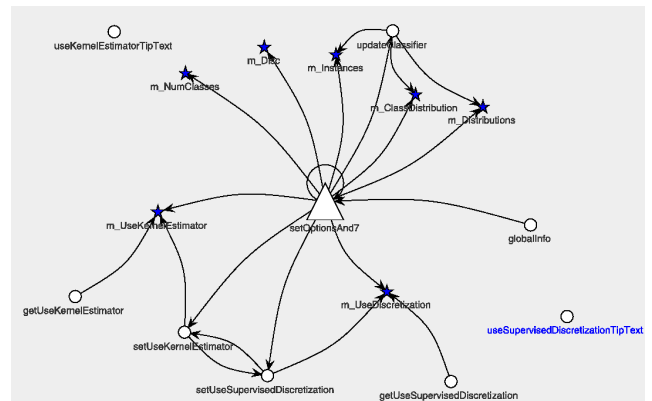 useKernelEstimatorTipText
updateClassifier
m_Disc
m_Instances
m_NumClasses
m_ClassDistribution
m_Distributions
m_UseKernelEstimator
setOptionsAnd7
globalInfo
m_UseDiscretization
getUseKernelEstimator
useSupervisedDiscretizationTipText
setUseKernelEstimator
setUseSupervisedDiscretization
getUseSupervisedDiscretization